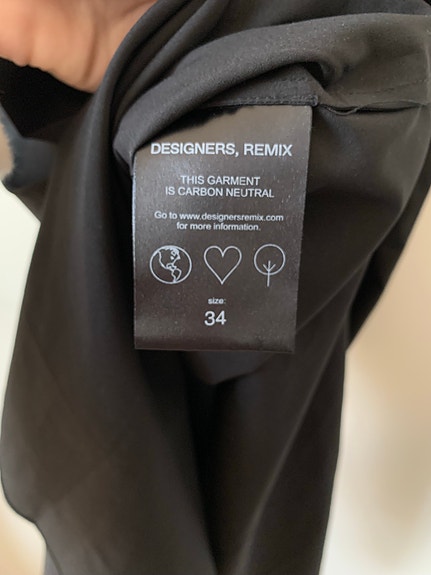 DESIGNERS, REMIX
THIS GARMENT
IS CARBON NEUTRAL
Go to www.designersremix.com
for more information.
size:
34